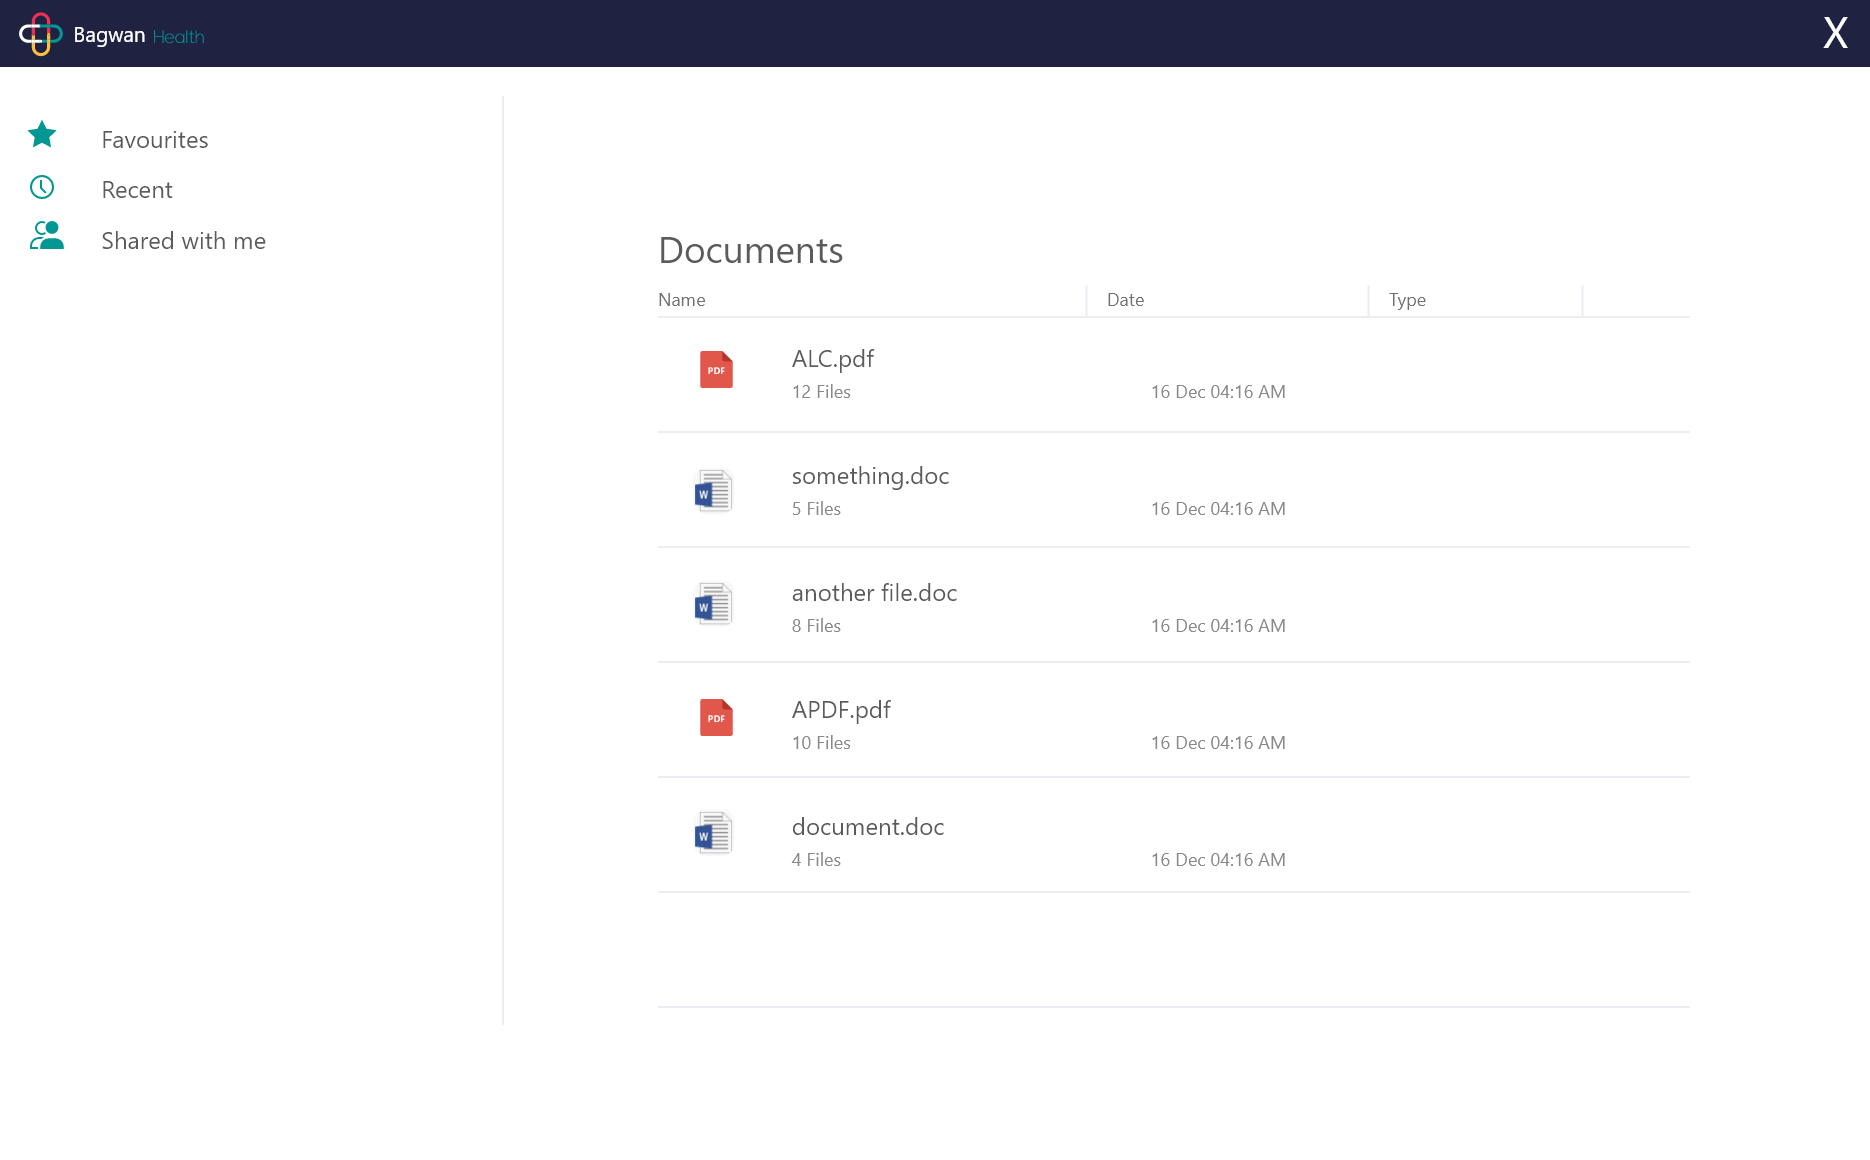 Bagwan Health
X
Favourites
Recent
Shared with me
Documents
Name Date Type
PDF
ALC.pdf
12 Files 16 Dec 04:16 AM
W
something.doc
5 Files 16 Dec 04:16 AM
W
another file.doc
8 Files 16 Dec 04:16 AM
PDF
APDF.pdf
10 Files 16 Dec 04:16 AM
W
document.doc
4 Files 16 Dec 04:16 AM